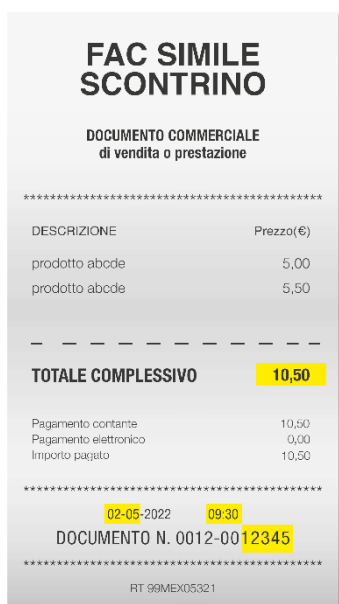 FAC SIMILE
SCONTRINO
DOCUMENTO COMMERCIALE
di vendita o prestazione
********************************************
DESCRIZIONE Prezzo(€)
prodotto abcde 5,00
prodotto abcde 5,50
— — — — — — — — — — — —
TOTALE COMPLESSIVO 10,50
Pagamento contante 10,50
Pagamento elettronico 0,00
Importo pagato 10,50
********************************************
02-05-2022 09:30
DOCUMENTO N. 0012-0012345
********************************************
RT 99MEX05321